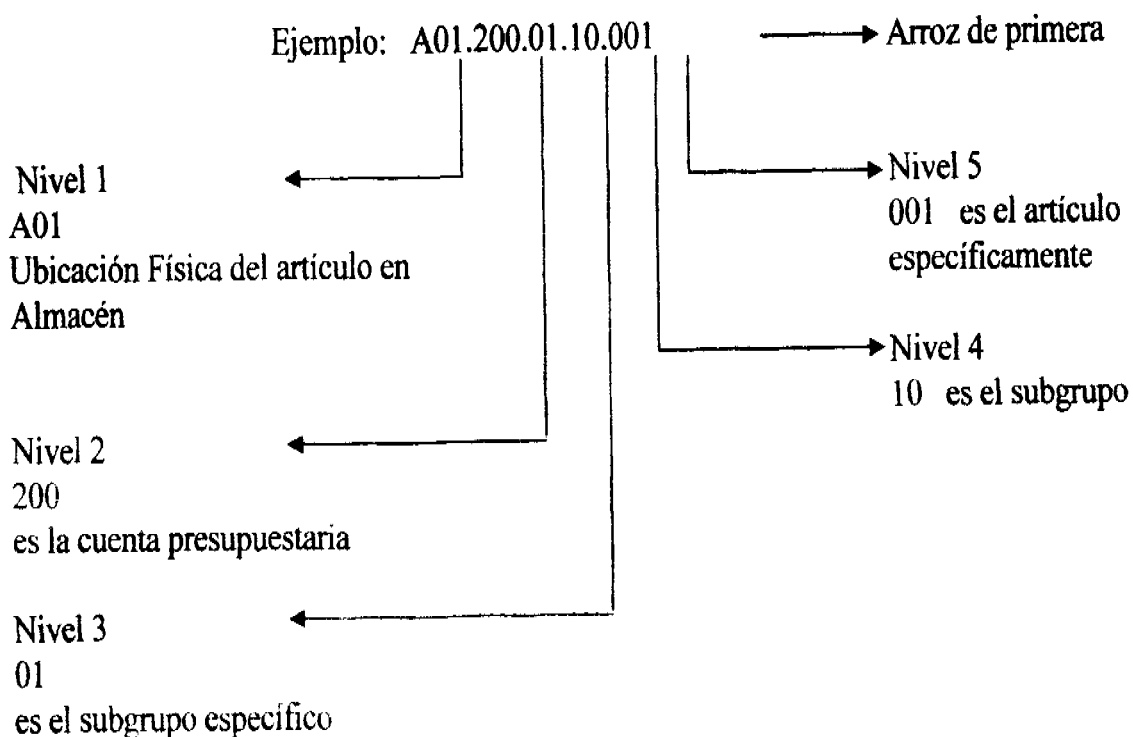 Ejemplo: A01.200.01.10.001 Arroz de primera
Nivel 1
A01
Ubicación Física del artículo en
Almacén
Nivel 5
001 es el artículo
específicamente
Nivel 4
10 es el subgrupo
Nivel 2
200
es la cuenta presupuestaria
Nivel 3
01
es el subgrupo específico